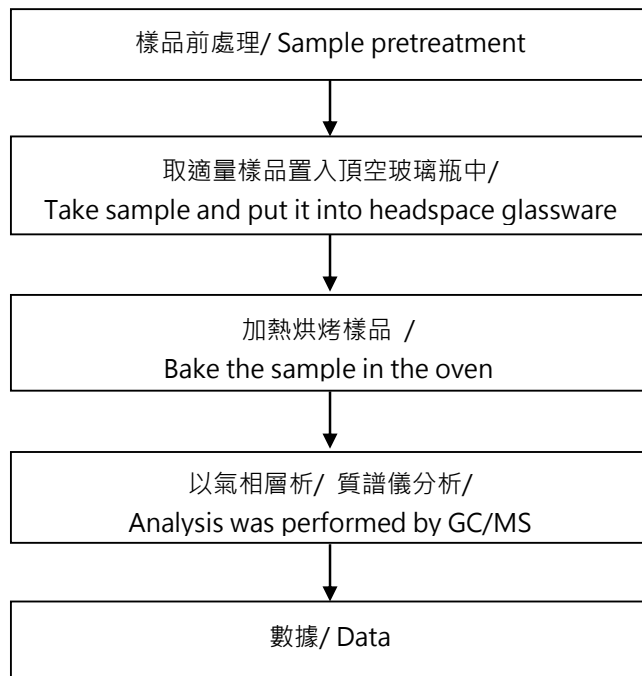 樣品前處理/ Sample pretreatment
取適量樣品置入頂空玻璃瓶中/
Take sample and put it into headspace glassware
加熱烘烤樣品 /
Bake the sample in the oven
以氣相層析/ 質譜儀分析/
Analysis was performed by GC/MS
數據/ Data